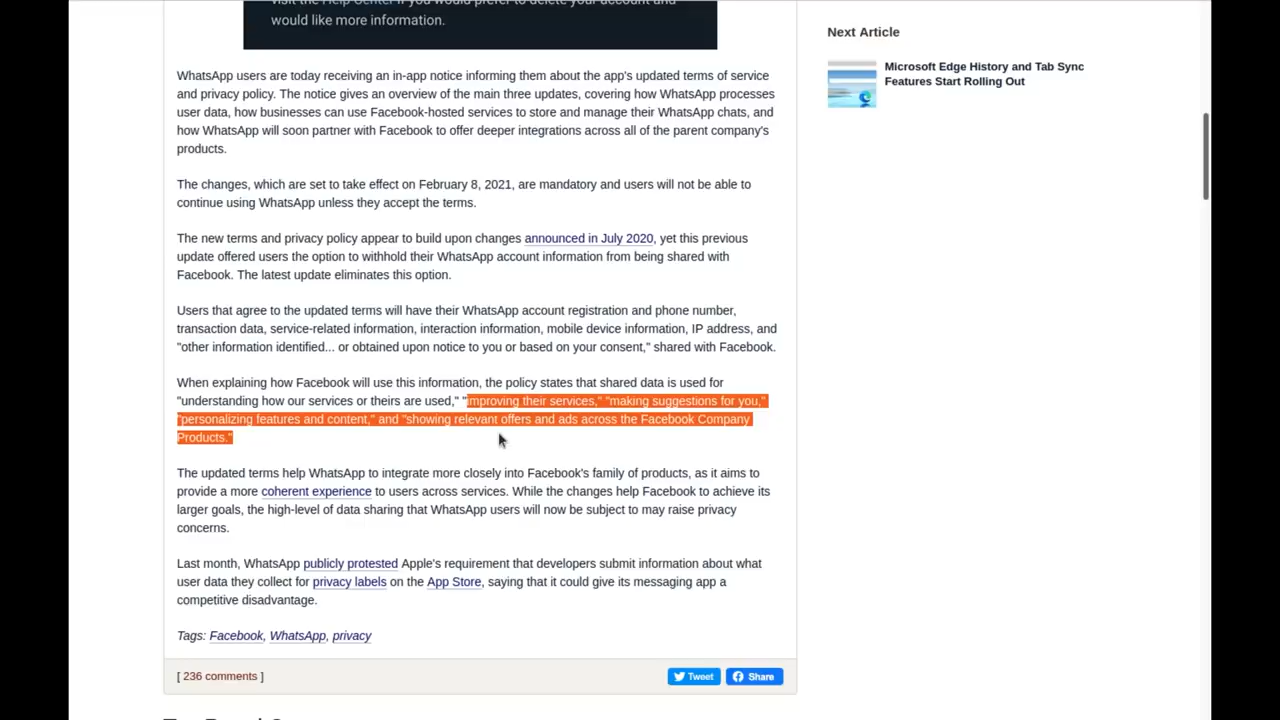 visit the Help Center if you would prefer to delete your account and
would like more information.
WhatsApp users are today receiving an in-app notice informing them about the app's updated terms of service
and privacy policy. The notice gives an overview of the main three updates, covering how WhatsApp processes
user data, how businesses can use Facebook-hosted services to store and manage their WhatsApp chats, and
how WhatsApp will soon partner with Facebook to offer deeper integrations across all of the parent company's
products.
The changes, which are set to take effect on February 8, 2021, are mandatory and users will not be able to
continue using WhatsApp unless they accept the terms.
The new terms and privacy policy appear to build upon changes announced in July 2020, yet this previous
update offered users the option to withhold their WhatsApp account information from being shared with
Facebook. The latest update eliminates this option.
Users that agree to the updated terms will have their WhatsApp account registration and phone number,
transaction data, service-related information, interaction information, mobile device information, IP address, and
"other information identified... or obtained upon notice to you or based on your consent," shared with Facebook.
When explaining how Facebook will use this information, the policy states that shared data is used for
"understanding how our services or theirs are used," "improving their services," "making suggestions for you,"
"personalizing features and content," and "showing relevant offers and ads across the Facebook Company
Products."
The updated terms help WhatsApp to integrate more closely into Facebook's family of products, as it aims to
provide a more coherent experience to users across services. While the changes help Facebook to achieve its
larger goals, the high-level of data sharing that WhatsApp users will now be subject to may raise privacy
concerns.
Last month, WhatsApp publicly protested Apple's requirement that developers submit information about what
user data they collect for privacy labels on the App Store, saying that it could give its messaging app a
competitive disadvantage.
Tags: Facebook, WhatsApp, privacy
[ 236 comments ]
Tweet
Share
Next Article
Microsoft Edge History and Tab Sync
Features Start Rolling Out